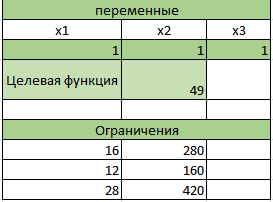 переменные
x1 x2 x3
1 1 1
Целевая функция 49
Ограничения
16 280
12 160
28 420